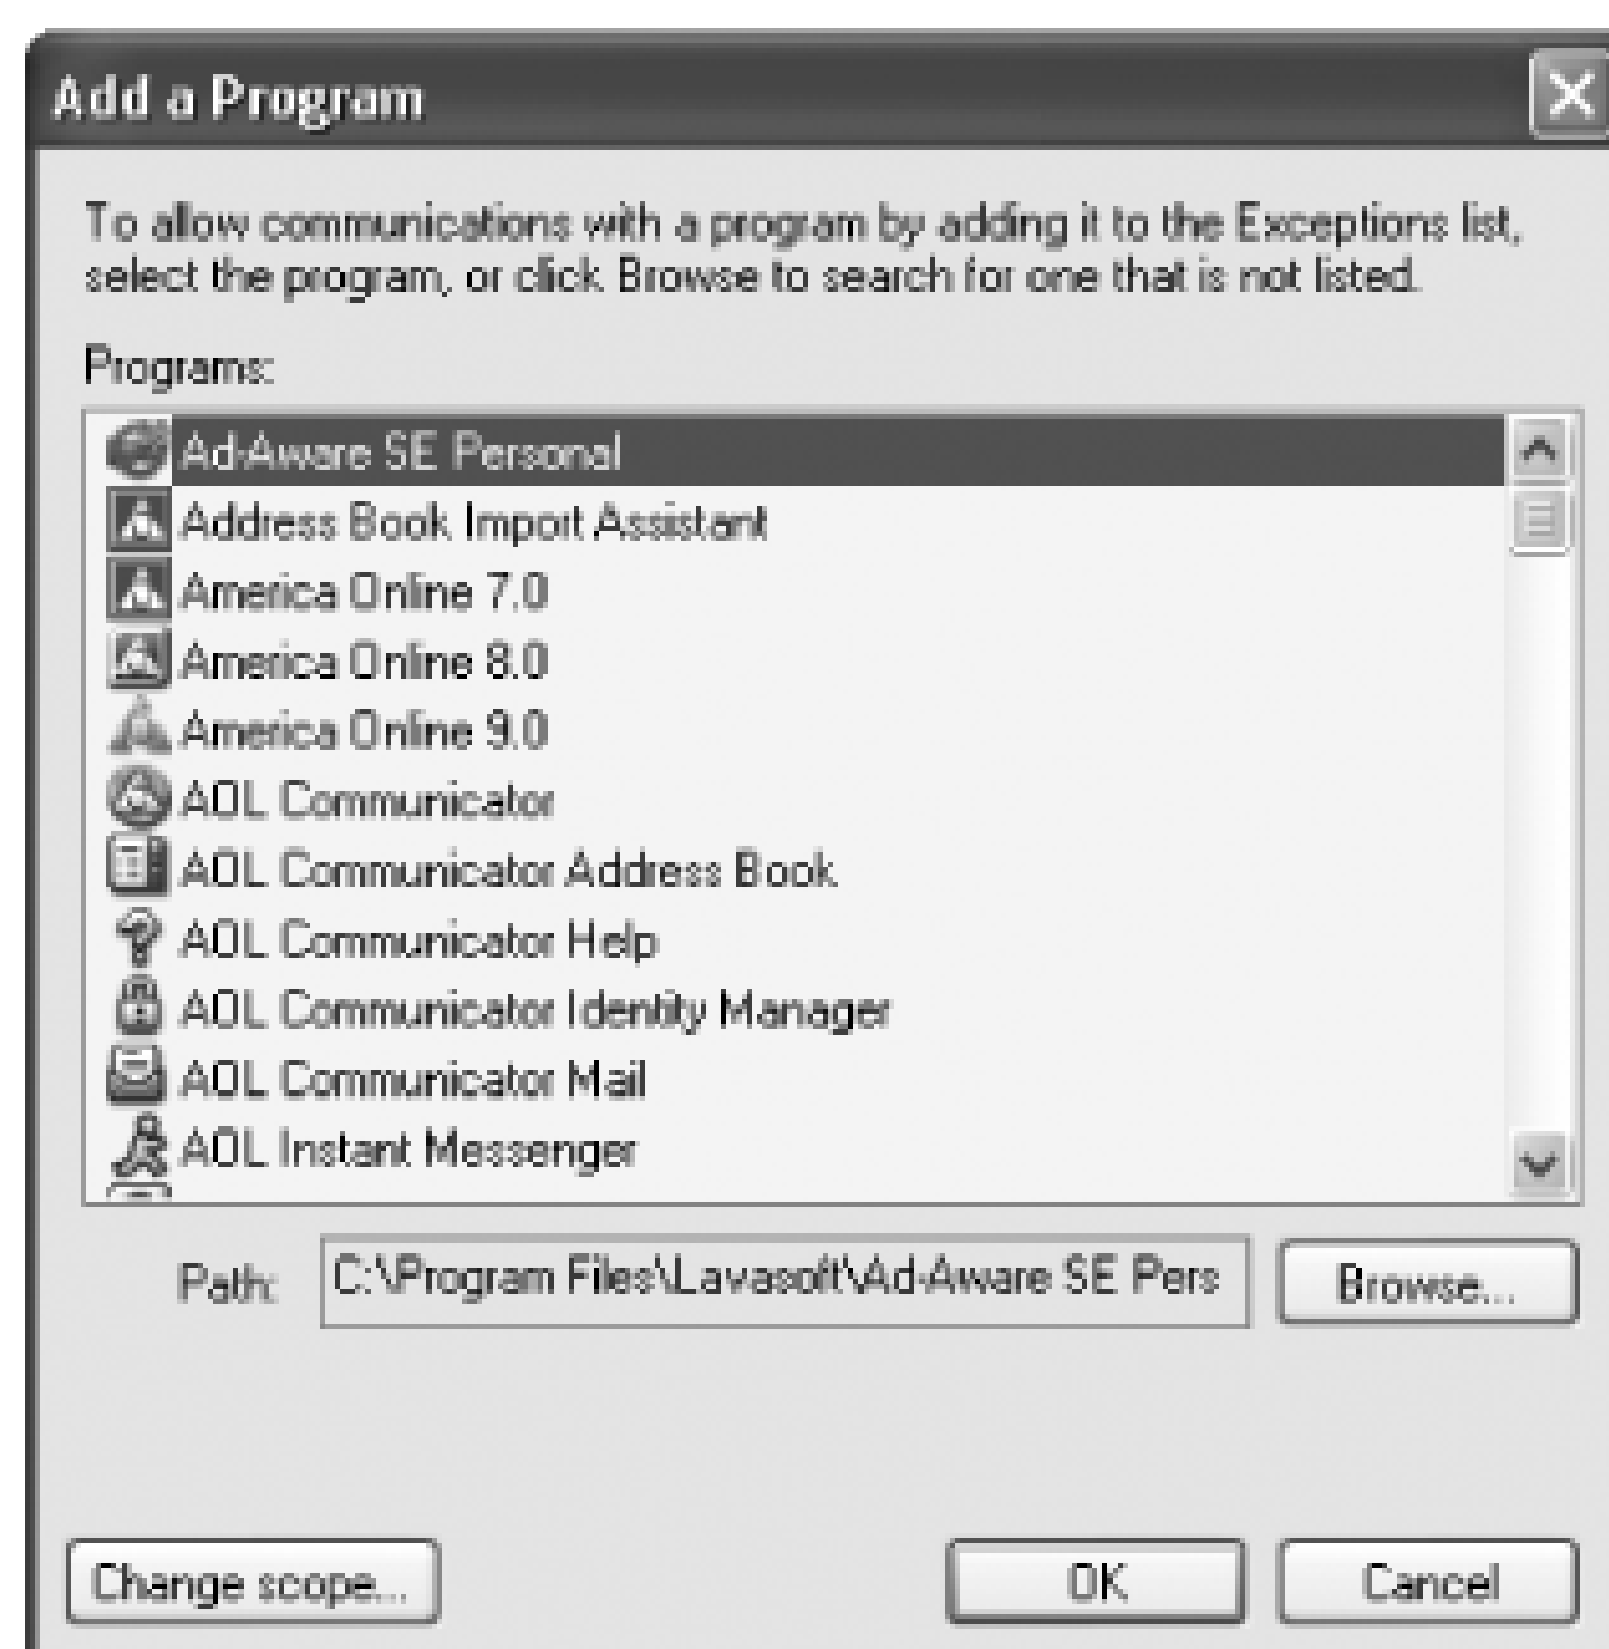 Add a Program
To allow communications with a program by adding it to the Exceptions list,
select the program, or click Browse to search for one that is not listed.
Programs:
Ad-Aware SE Personal
Address Book Import Assistant
America Online 7.0
America Online 8.0
America Online 9.0
AOL Communicator
AOL Communicator Address Book
AOL Communicator Help
AOL Communicator Identity Manager
AOL Communicator Mail
AOL Instant Messenger
Path: C:\Program Files\Lavasoft\Ad-Aware SE Pers Browse...
Change scope... OK Cancel